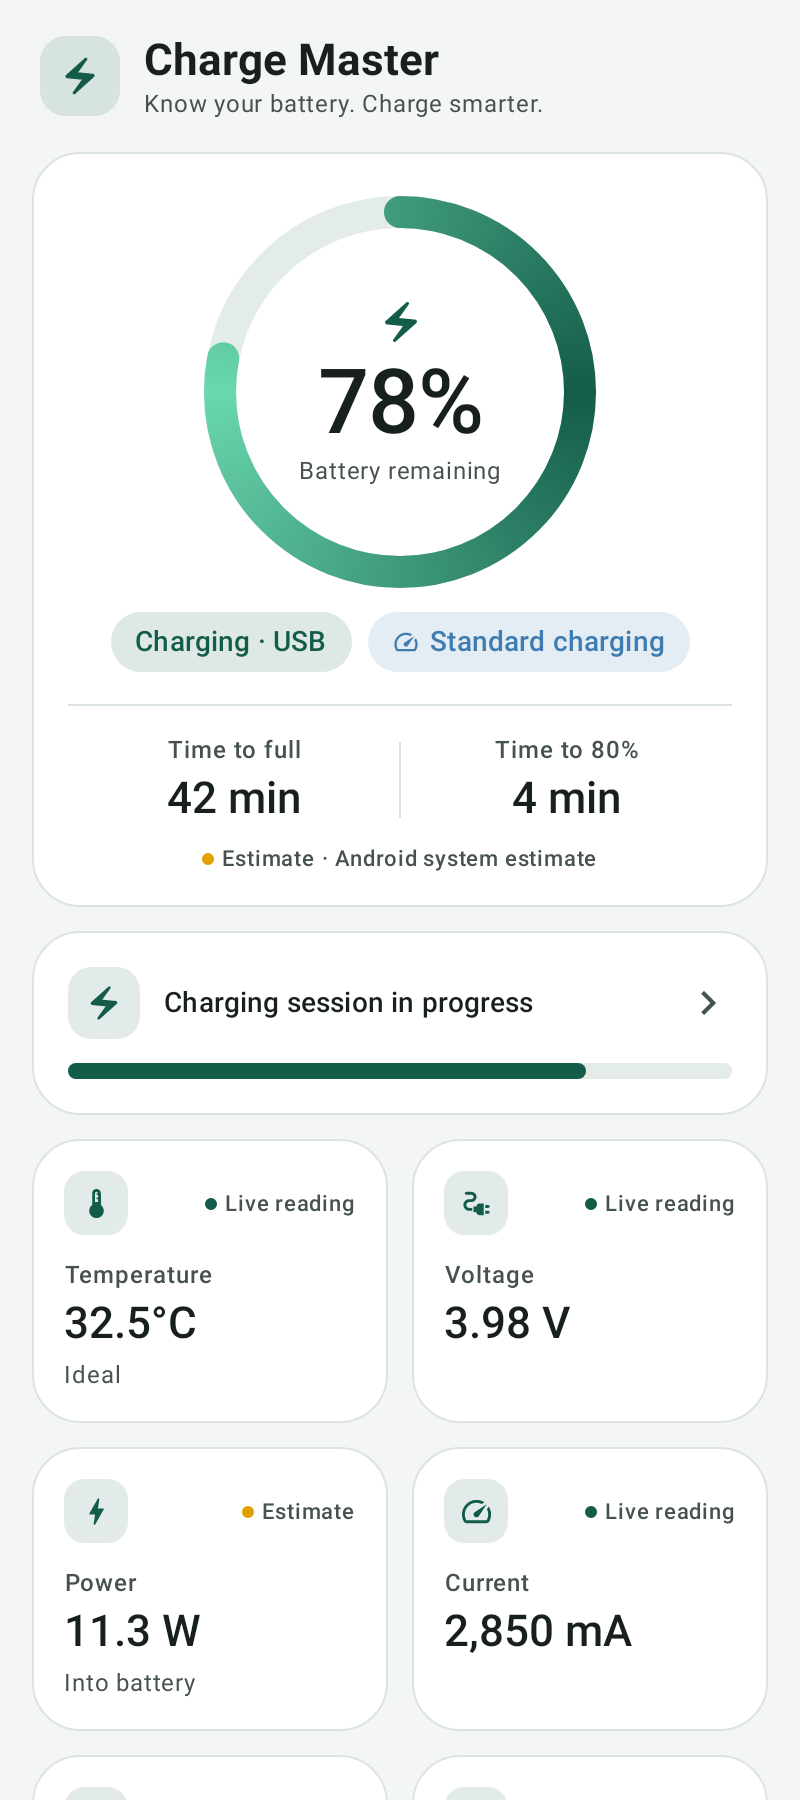 Charge Master
Know your battery. Charge smarter.
78%
Battery remaining
Charging · USB
Standard charging
Time to full
42 min
Time to 80%
4 min
Estimate · Android system estimate
Charging session in progress
Live reading
Temperature
32.5°C
Ideal
Live reading
Voltage
3.98 V
Estimate
Power
11.3 W
Into battery
Live reading
Current
2,850 mA